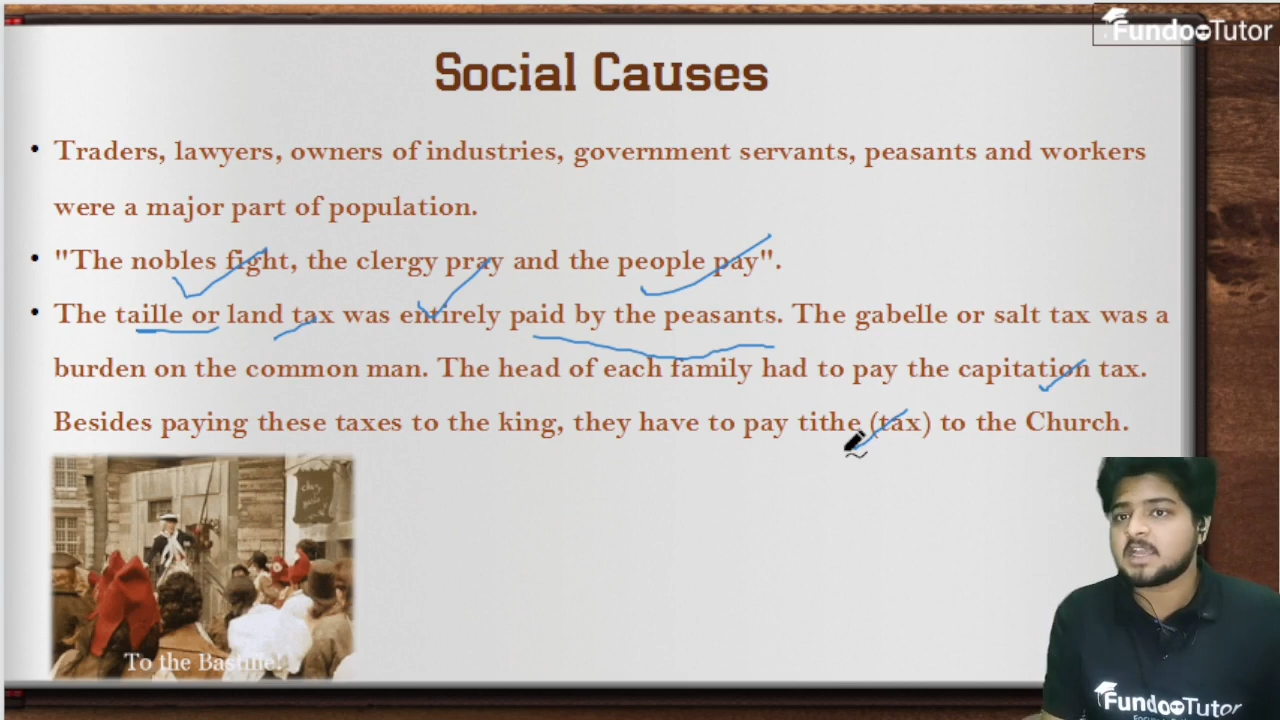 FundooTutor
Social Causes
• Traders, lawyers, owners of industries, government servants, peasants and workers
were a major part of population.
• "The nobles fight, the clergy pray and the people pay".
• The taille or land tax was entirely paid by the peasants. The gabelle or salt tax was a
burden on the common man. The head of each family had to pay the capitation tax.
Besides paying these taxes to the king, they have to pay tithe (tax) to the Church.
To the Bastille!
FundooTutor